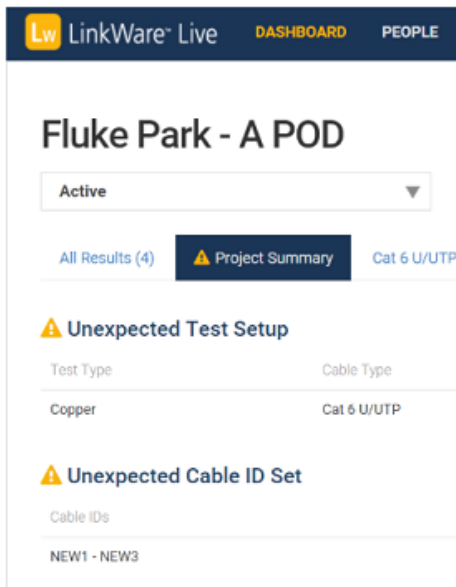 Lw LinkWare™ Live DASHBOARD PEOPLE
Fluke Park - A POD
Active
All Results (4) Project Summary Cat 6 U/UTP
Unexpected Test Setup
Test Type Cable Type
Copper Cat 6 U/UTP
Unexpected Cable ID Set
Cable IDs
NEW1 - NEW3